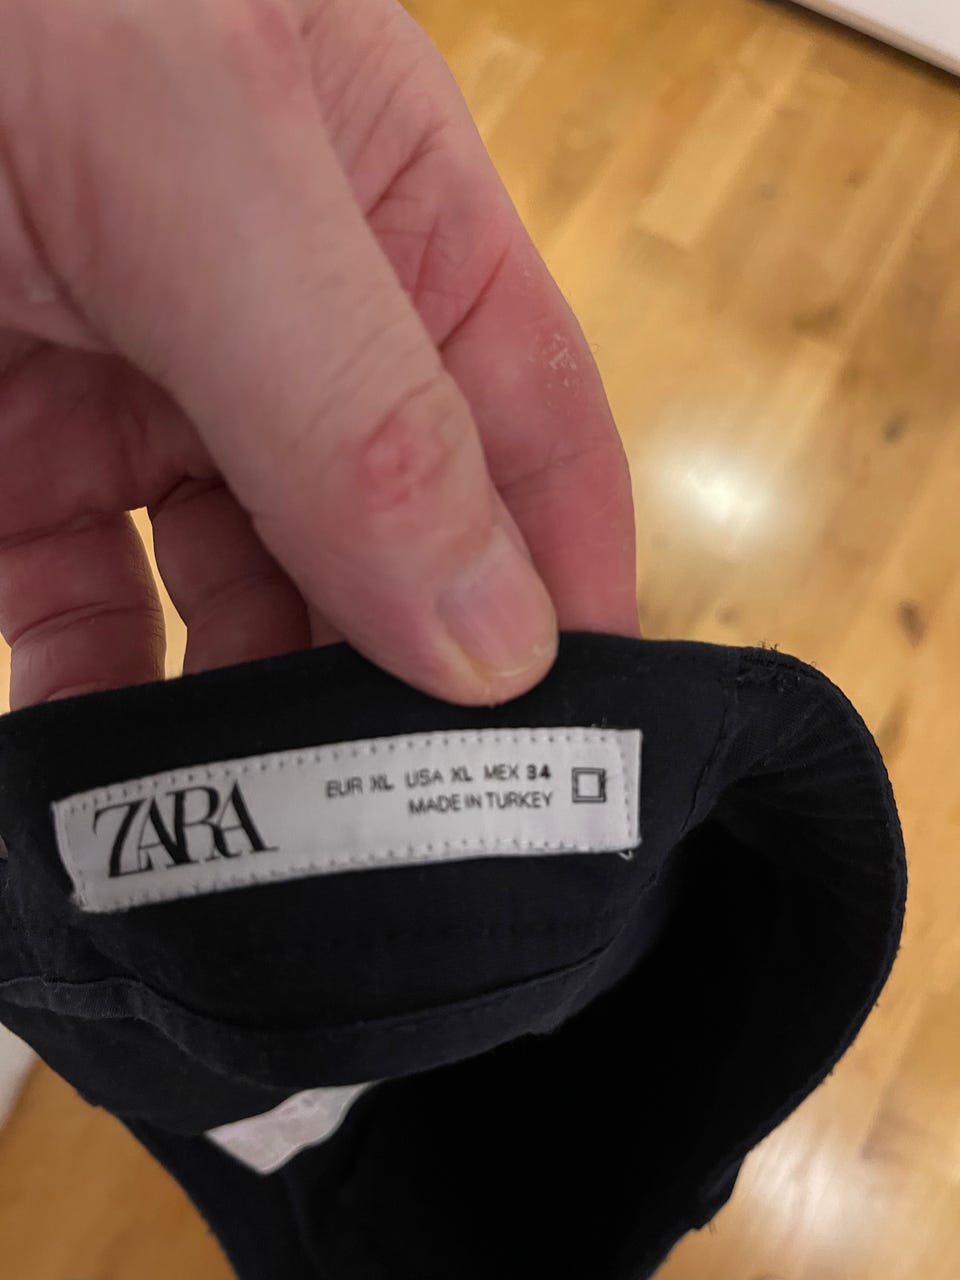 ZARA
EUR XL USA XL MEX 34
MADE IN TURKEY